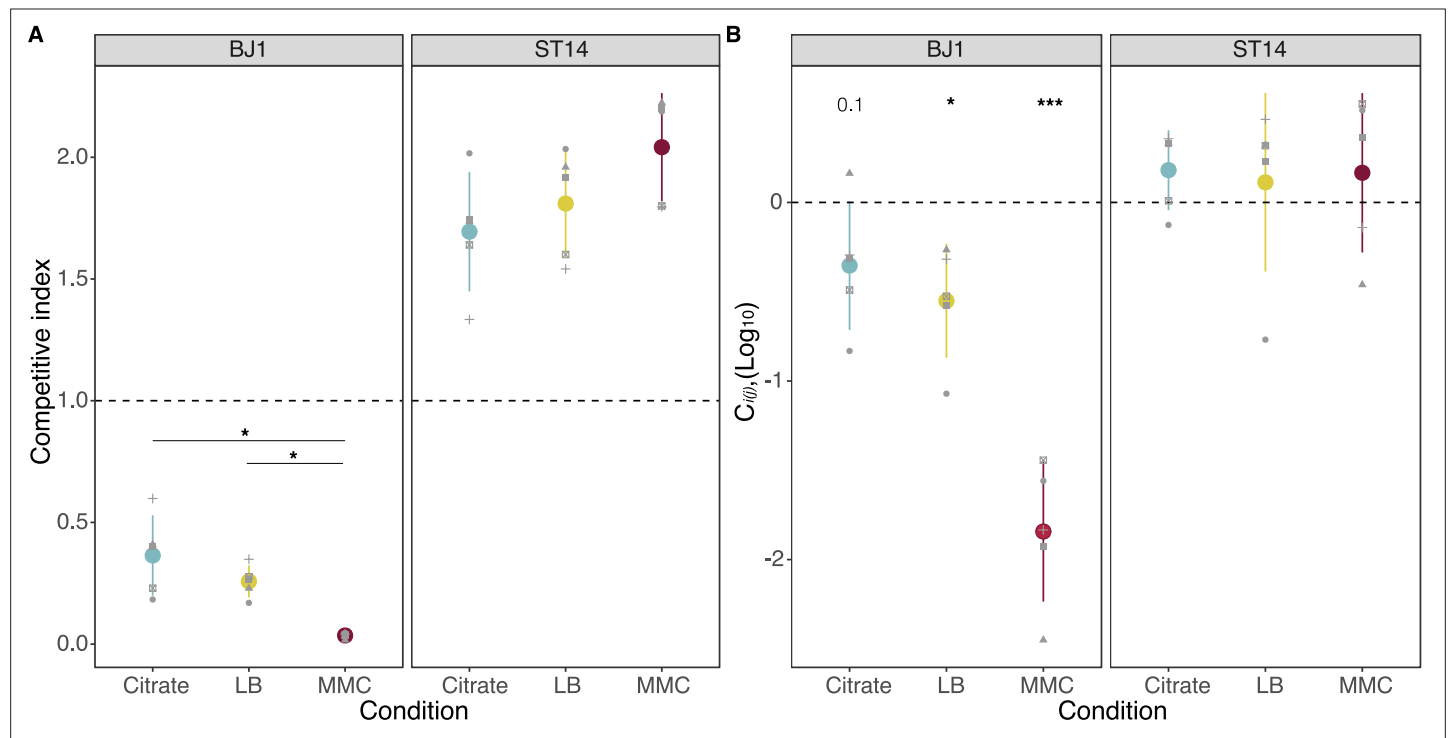 A
BJ1
ST14
Competitive index
2.0
1.5
1.0
0.5
0.0
*
*
Citrate LB MMC
Citrate LB MMC
Condition
B
BJ1
ST14
C i(j),(Log10)
0
-1
-2
0.1 * ***
Citrate LB MMC
Citrate LB MMC
Condition